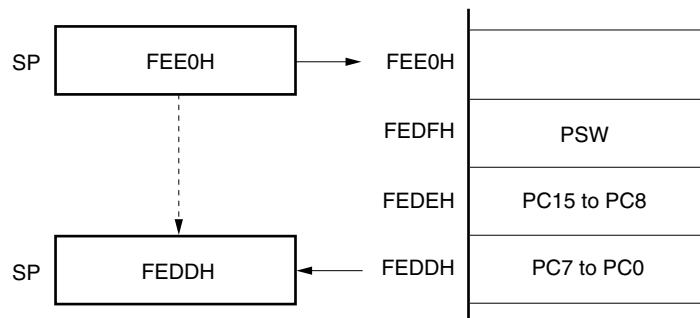 SP FEE0H FEE0H
FEDFH PSW
FEDEH PC15 to PC8
SP FEDDH FEDDH PC7 to PC0